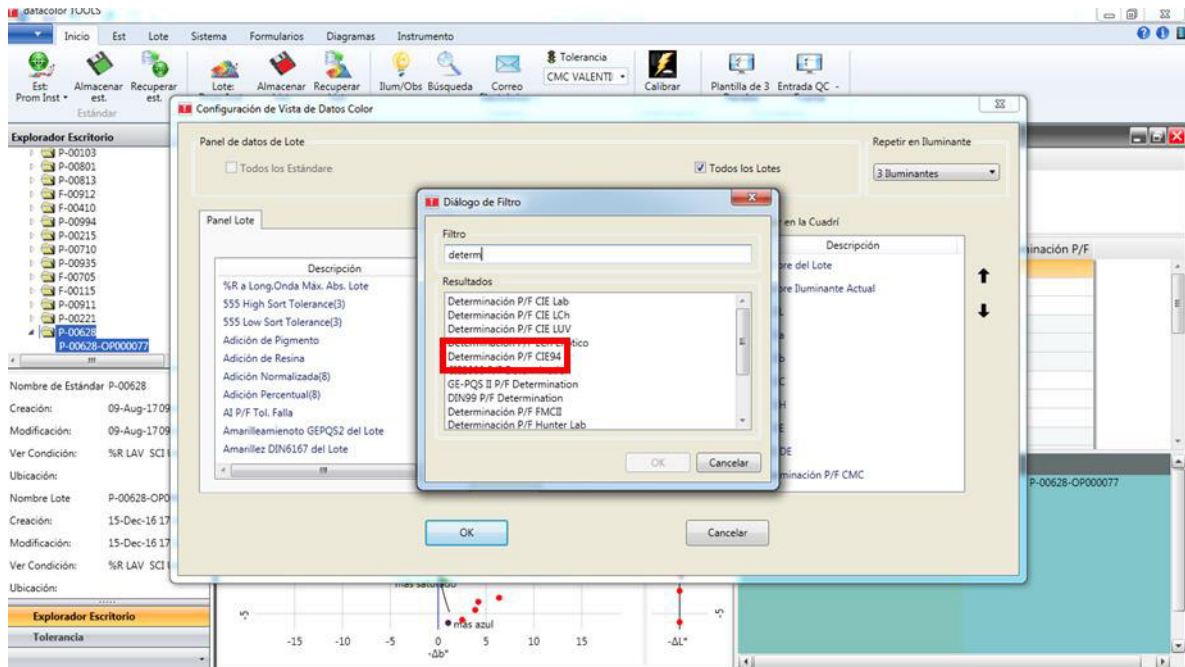 datacolor TOOLS
Inicio Est Lote Sistema Formularios Diagramas Instrumento
Tolerancia
CMC VALENTI
Est: Almacenar Recuperar Lote: Almacenar Recuperar Ilum/Obs Búsqueda Correo Calibrar Plantilla de 3 Entrada QC -
Prom Inst est. est.
Estándar
Explorador Escritorio
P-00103
P-00801
P-00813
F-00912
F-00410
P-00994
P-00215
P-00710
P-00935
F-00705
F-00115
P-00911
P-00221
P-00628
P-00628-OP000077
Nombre de Estándar P-00628
Creación: 09-Aug-1709
Modificación: 09-Aug-1709
Ver Condición: %R LAV SCI
Ubicación:
Nombre Lote P-00628-OP0
Creación: 15-Dec-16 17
Modificación: 15-Dec-16 17
Ver Condición: %R LAV SCI
Ubicación:
Explorador Escritorio
Tolerancia
Configuración de Vista de Datos Color
Panel de datos de Lote
Todos los Estándare
Todos los Lotes
Repetir en Iluminante
3 Iluminantes
Panel Lote
Descripción
%R a Long.Onda Máx. Abs. Lote
555 High Sort Tolerance(3)
555 Low Sort Tolerance(3)
Adición de Pigmento
Adición de Resina
Adición Normalizada(8)
Adición Percentual(8)
AI P/F Tol. Falla
Amarilleamienoto GEPQS2 del Lote
Amarillez DIN6167 del Lote
Diálogo de Filtro
Filtro
determ
Resultados
Determinación P/F CIE Lab
Determinación P/F CIE LCh
Determinación P/F CIE LUV
Determinación P/F CIE94
GE-PQS II P/F Determination
DIN99 P/F Determination
Determinación P/F FMCII
Determinación P/F Hunter Lab
OK Cancelar
en la Cuadrí
Descripción
re del Lote
re Iluminante Actual
DE
minación P/F CMC
OK Cancelar
inación P/F
P-00628-OP000077
más azul
-5
-15 -10 -5 0 5 10 15
-Δb*
-ΔL*
-5